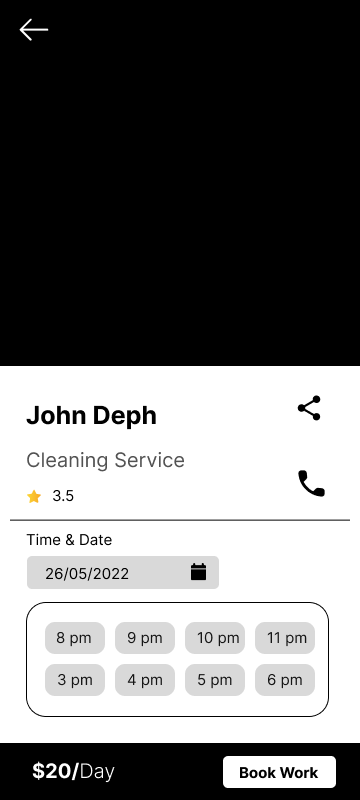 John Deph
Cleaning Service
3.5
Time & Date
26/05/2022
8 pm 9 pm 10 pm 11 pm
3 pm 4 pm 5 pm 6 pm
$20/Day Book Work